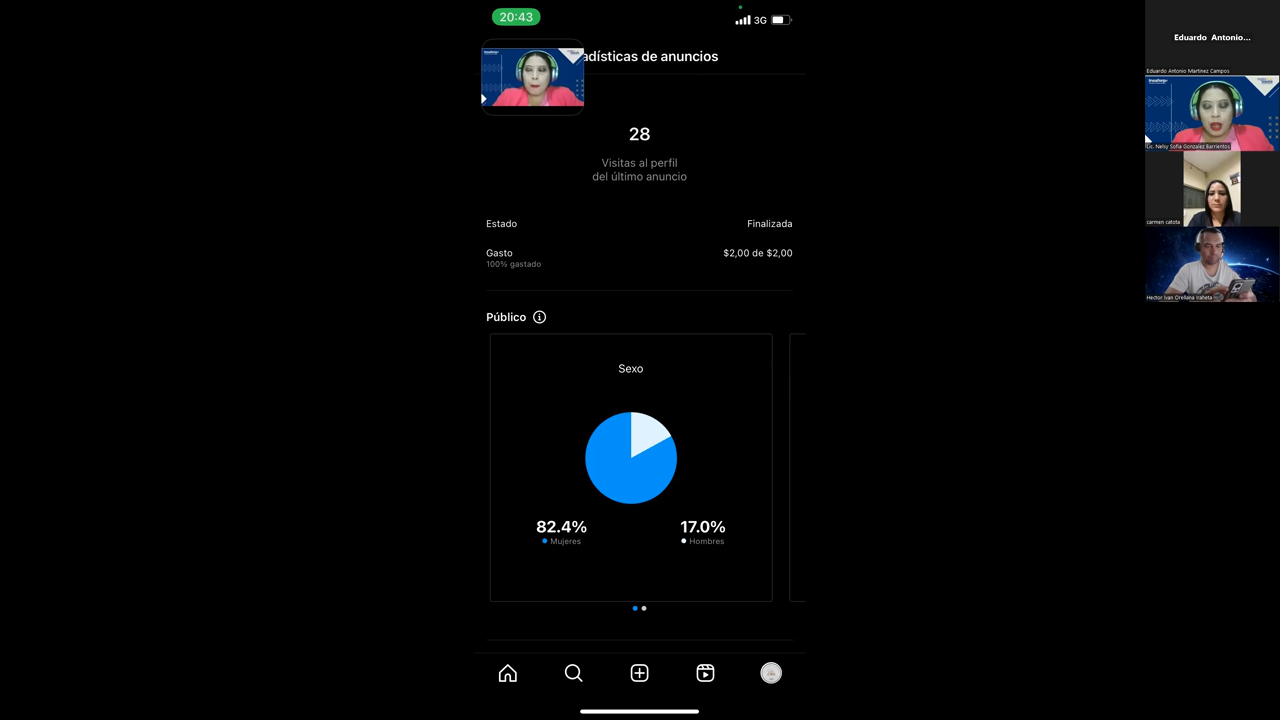 20:43
3G
adísticas de anuncios
28
Visitas al perfil
del último anuncio
Estado
Finalizada
Gasto
$2,00 de $2,00
100% gastado
Público
Sexo
82.4%
17.0%
Mujeres
Hombres
Eduardo Antonio...
Eduardo Antonio Martinez Campos
Lic. Nelsy Sofia Gonzalez Barrientos
carmen catota
Hector Ivan Orellana Iraheta